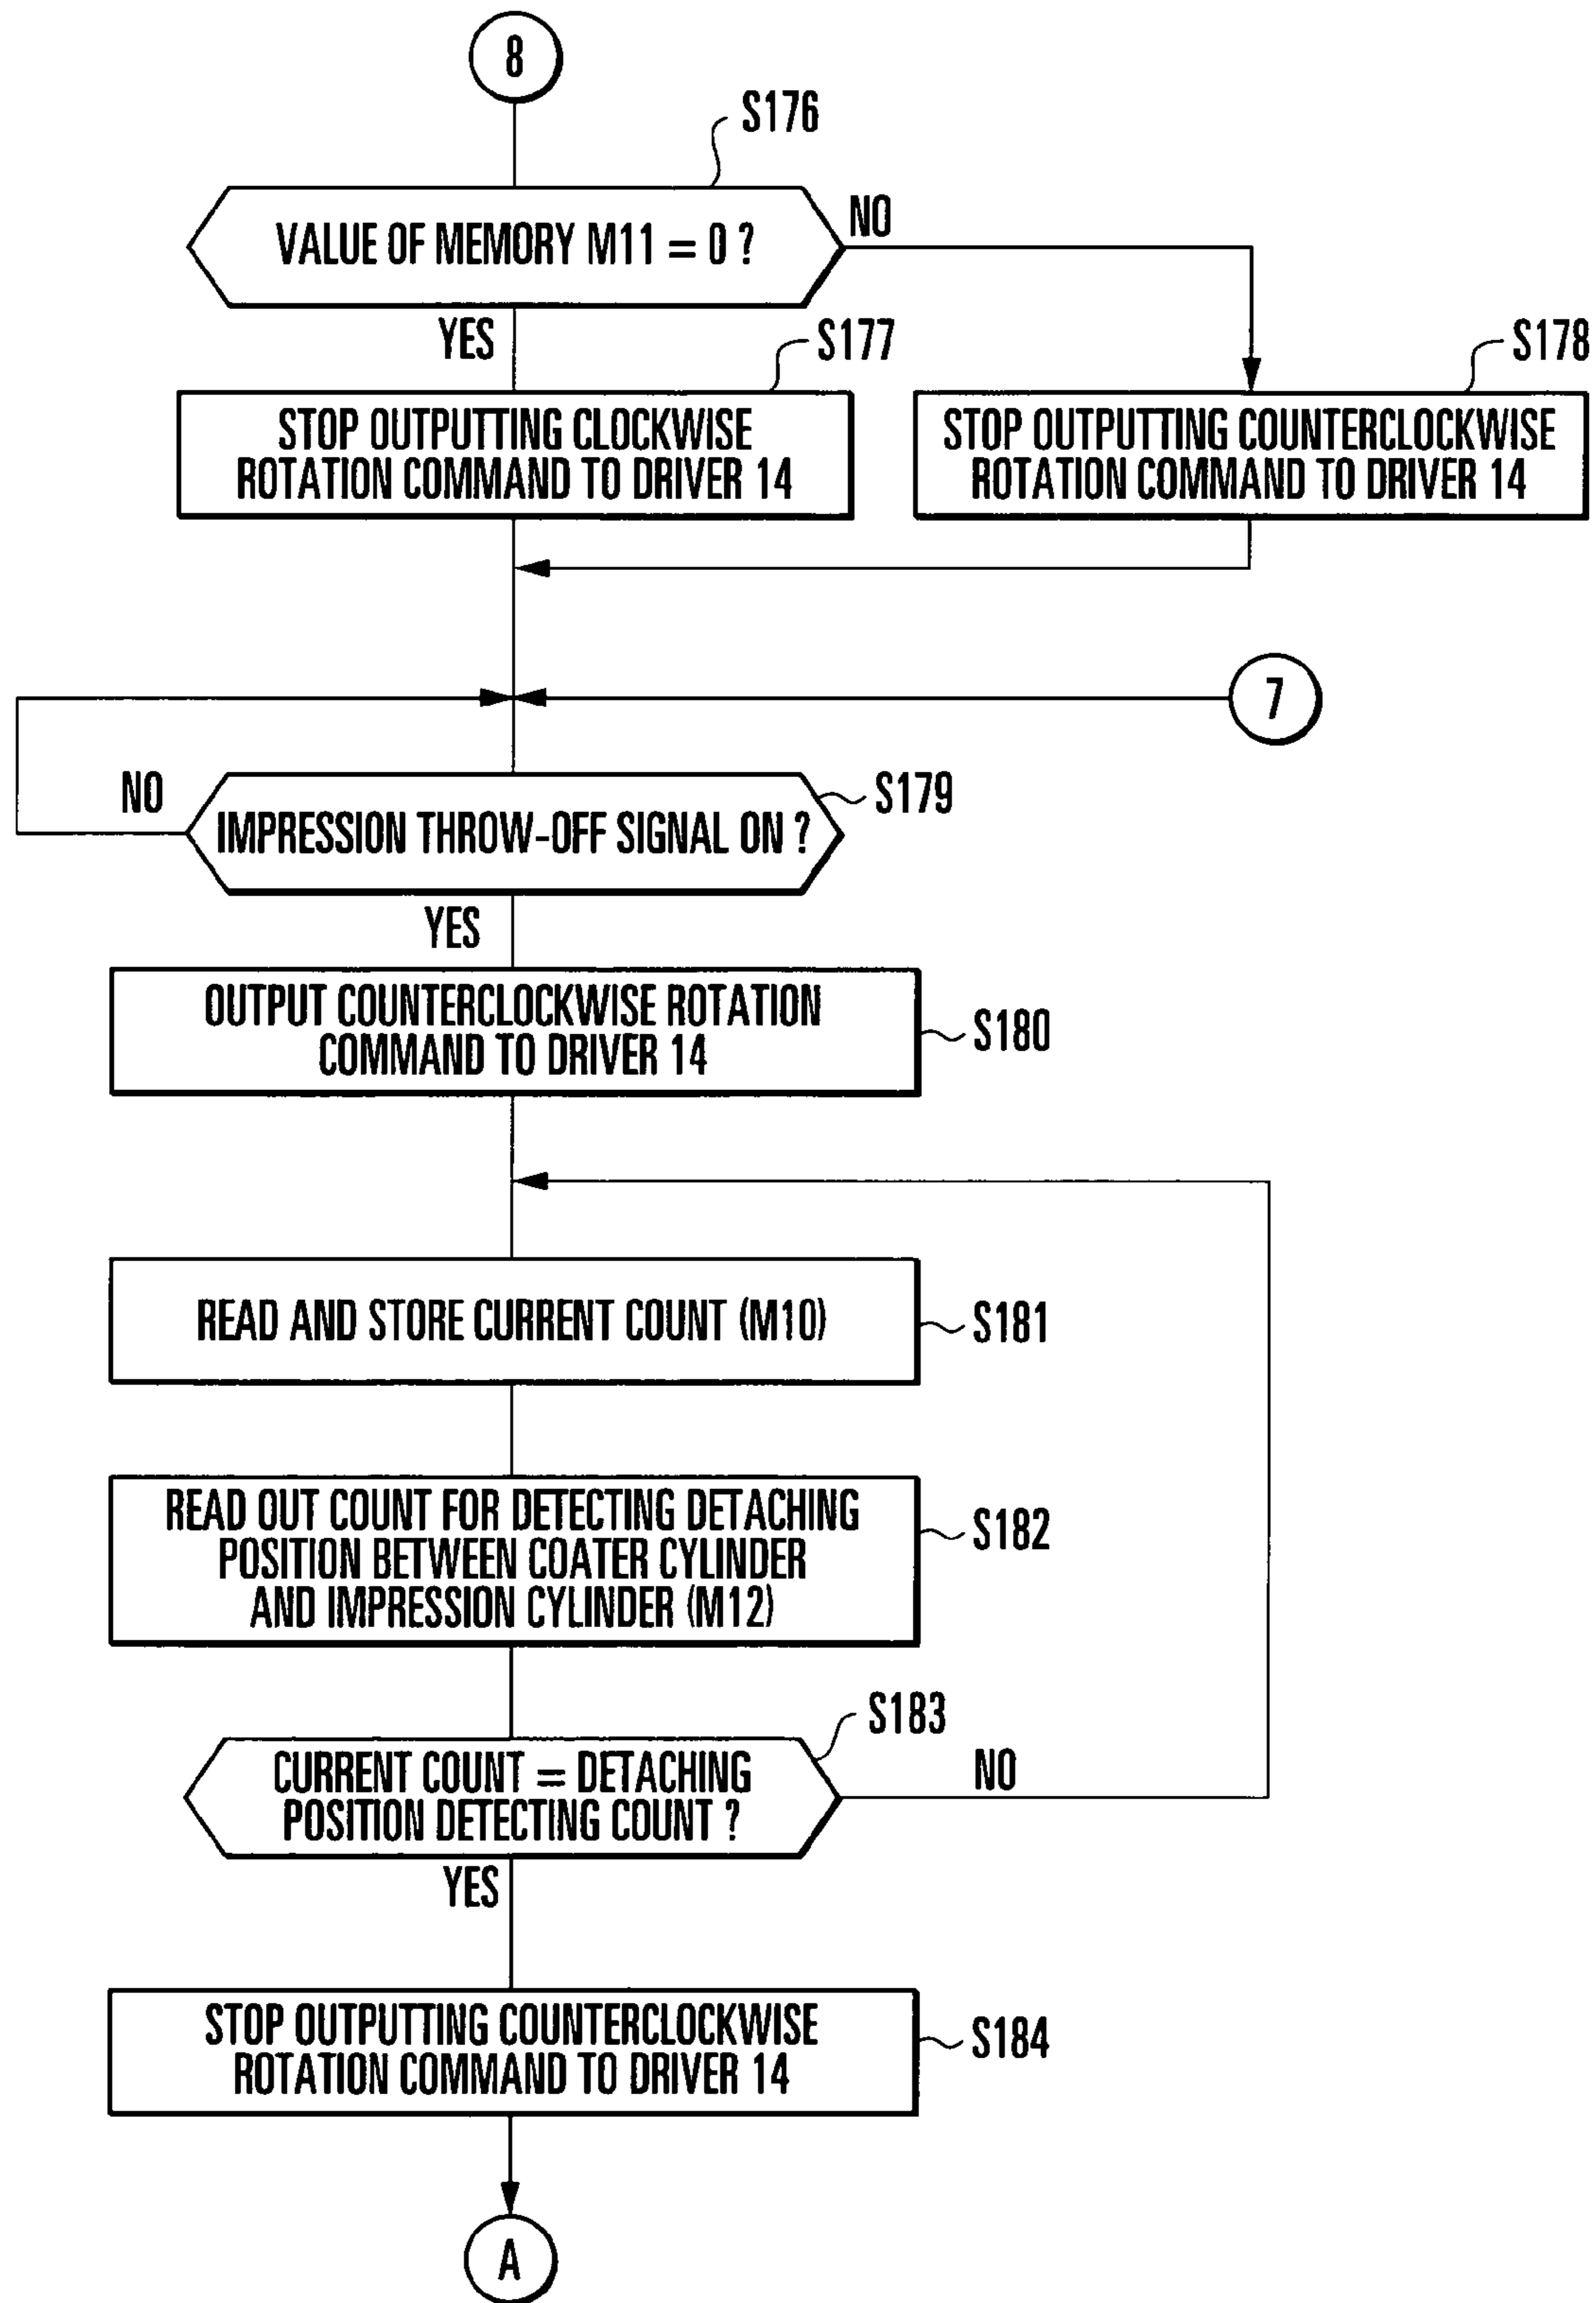 8
S176
VALUE OF MEMORY M11 = 0 ?
NO
YES
S177
S178
STOP OUTPUTTING CLOCKWISE
ROTATION COMMAND TO DRIVER 14
STOP OUTPUTTING COUNTERCLOCKWISE
ROTATION COMMAND TO DRIVER 14
7
NO
S179
IMPRESSION THROW-OFF SIGNAL ON ?
YES
OUTPUT COUNTERCLOCKWISE ROTATION
COMMAND TO DRIVER 14
S180
READ AND STORE CURRENT COUNT (M10)
S181
READ OUT COUNT FOR DETECTING DETACHING
POSITION BETWEEN COATER CYLINDER
AND IMPRESSION CYLINDER (M12)
S182
S183
CURRENT COUNT = DETACHING
POSITION DETECTING COUNT ?
NO
YES
STOP OUTPUTTING COUNTERCLOCKWISE
ROTATION COMMAND TO DRIVER 14
S184
A